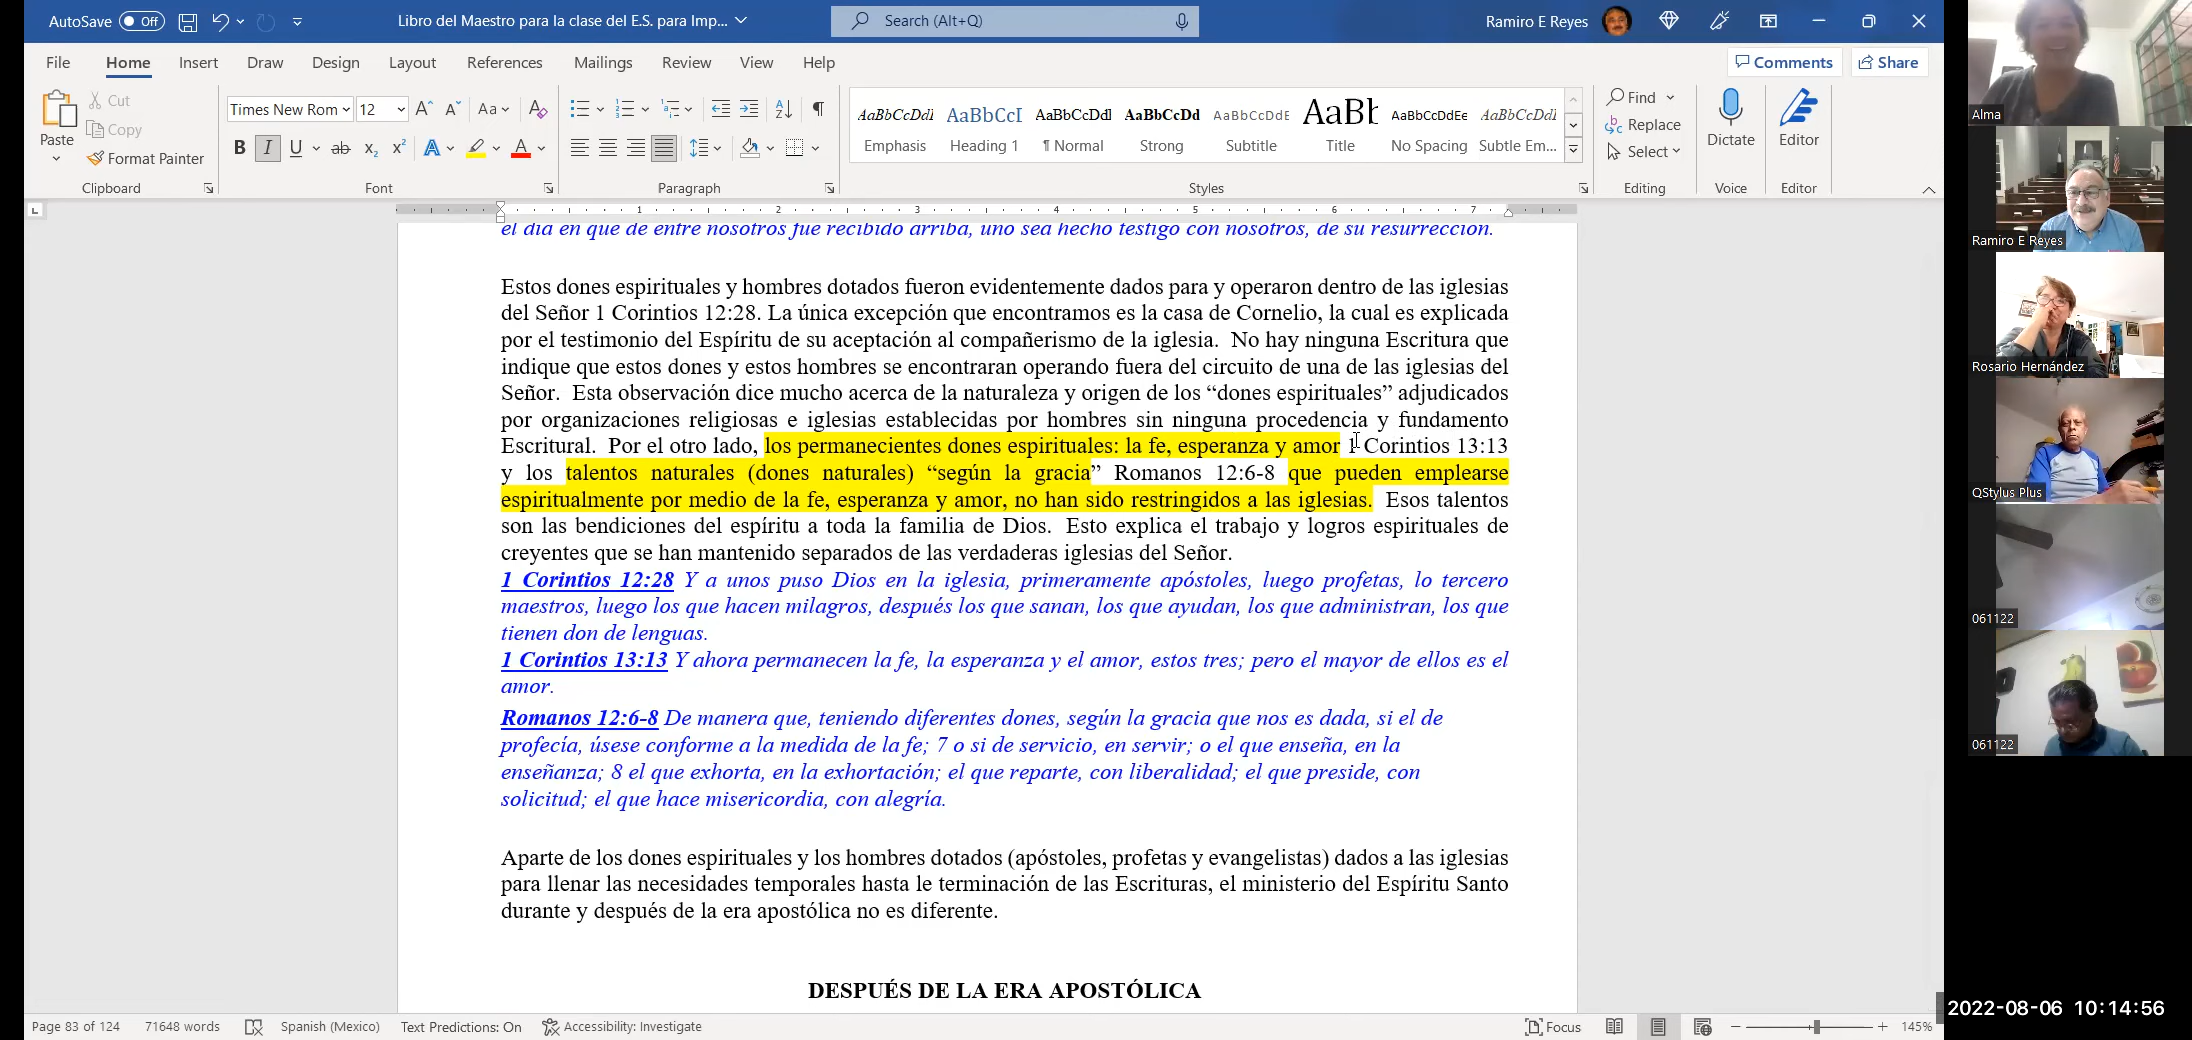 AutoSave Off Libro del Maestro para la clase del E.S. para Imp... Search (Alt+Q) Ramiro E Reyes
File Home Insert Draw Design Layout References Mailings Review View Help Comments Share
Paste Cut Copy Format Painter Clipboard
Times New Rom 12 Aa Font
Paragraph
AaBbCcDdI AaBbCcI AaBbCcDdI AaBbCcDd AaBbCcDdE AaBb AaBbCcDdEe AaBbCcDdI
Emphasis Heading 1 ¶ Normal Strong Subtitle Title No Spacing Subtle Em...
Styles
Find Replace Select Editing
Dictate Voice
Editor Editor
1 2 3 4 5 6 7
el día en que de entre nosotros fue recibido arriba, uno sea hecho testigo con nosotros, de su resurrección.
Estos dones espirituales y hombres dotados fueron evidentemente dados para y operaron dentro de las iglesias
del Señor 1 Corintios 12:28. La única excepción que encontramos es la casa de Cornelio, la cual es explicada
por el testimonio del Espíritu de su aceptación al compañerismo de la iglesia. No hay ninguna Escritura que
indique que estos dones y estos hombres se encontraran operando fuera del circuito de una de las iglesias del
Señor. Esta observación dice mucho acerca de la naturaleza y origen de los “dones espirituales” adjudicados
por organizaciones religiosas e iglesias establecidas por hombres sin ninguna procedencia y fundamento
Escritural. Por el otro lado, los permanecientes dones espirituales: la fe, esperanza y amor 1 Corintios 13:13
y los talentos naturales (dones naturales) “según la gracia” Romanos 12:6-8 que pueden emplearse
espiritualmente por medio de la fe, esperanza y amor, no han sido restringidos a las iglesias. Esos talentos
son las bendiciones del espíritu a toda la familia de Dios. Esto explica el trabajo y logros espirituales de
creyentes que se han mantenido separados de las verdaderas iglesias del Señor.
1 Corintios 12:28 Y a unos puso Dios en la iglesia, primeramente apóstoles, luego profetas, lo tercero
maestros, luego los que hacen milagros, después los que sanan, los que ayudan, los que administran, los que
tienen don de lenguas.
1 Corintios 13:13 Y ahora permanecen la fe, la esperanza y el amor, estos tres; pero el mayor de ellos es el
amor.
Romanos 12:6-8 De manera que, teniendo diferentes dones, según la gracia que nos es dada, si el de
profecía, úsese conforme a la medida de la fe; 7 o si de servicio, en servir; o el que enseña, en la
enseñanza; 8 el que exhorta, en la exhortación; el que reparte, con liberalidad; el que preside, con
solicitud; el que hace misericordia, con alegría.
Aparte de los dones espirituales y los hombres dotados (apóstoles, profetas y evangelistas) dados a las iglesias
para llenar las necesidades temporales hasta le terminación de las Escrituras, el ministerio del Espíritu Santo
durante y después de la era apostólica no es diferente.
DESPUÉS DE LA ERA APOSTÓLICA
Page 83 of 124 71648 words Spanish (Mexico) Text Predictions: On Accessibility: Investigate Focus 145%
Alma
Ramiro E Reyes
Rosario Hernández
QStylus Plus
061122
061122
2022-08-06 10:14:56